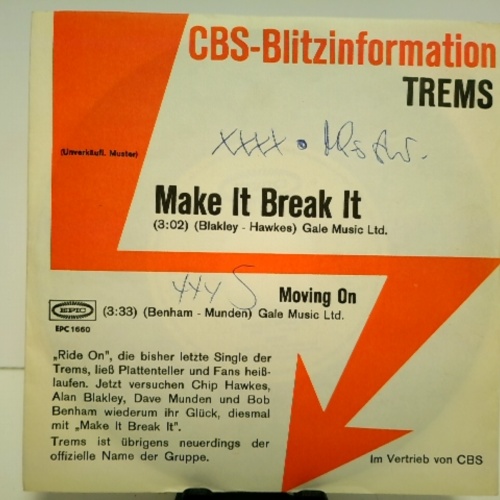 CBS-Blitzinformation
TREMS
(Unverkäufl. Muster)
xxxx •
Make It Break It
(3:02) (Blakley - Hawkes) Gale Music Ltd.
Moving On
EPIC
(3:33) (Benham - Munden) Gale Music Ltd.
EPC 1660
„Ride On", die bisher letzte Single der
Trems, ließ Plattenteller und Fans heiß-
laufen. Jetzt versuchen Chip Hawkes,
Alan Blakley, Dave Munden und Bob
Benham wiederum ihr Glück, diesmal
mit „Make It Break It".
Trems ist übrigens neuerdings der
offizielle Name der Gruppe.
Im Vertrieb von CBS